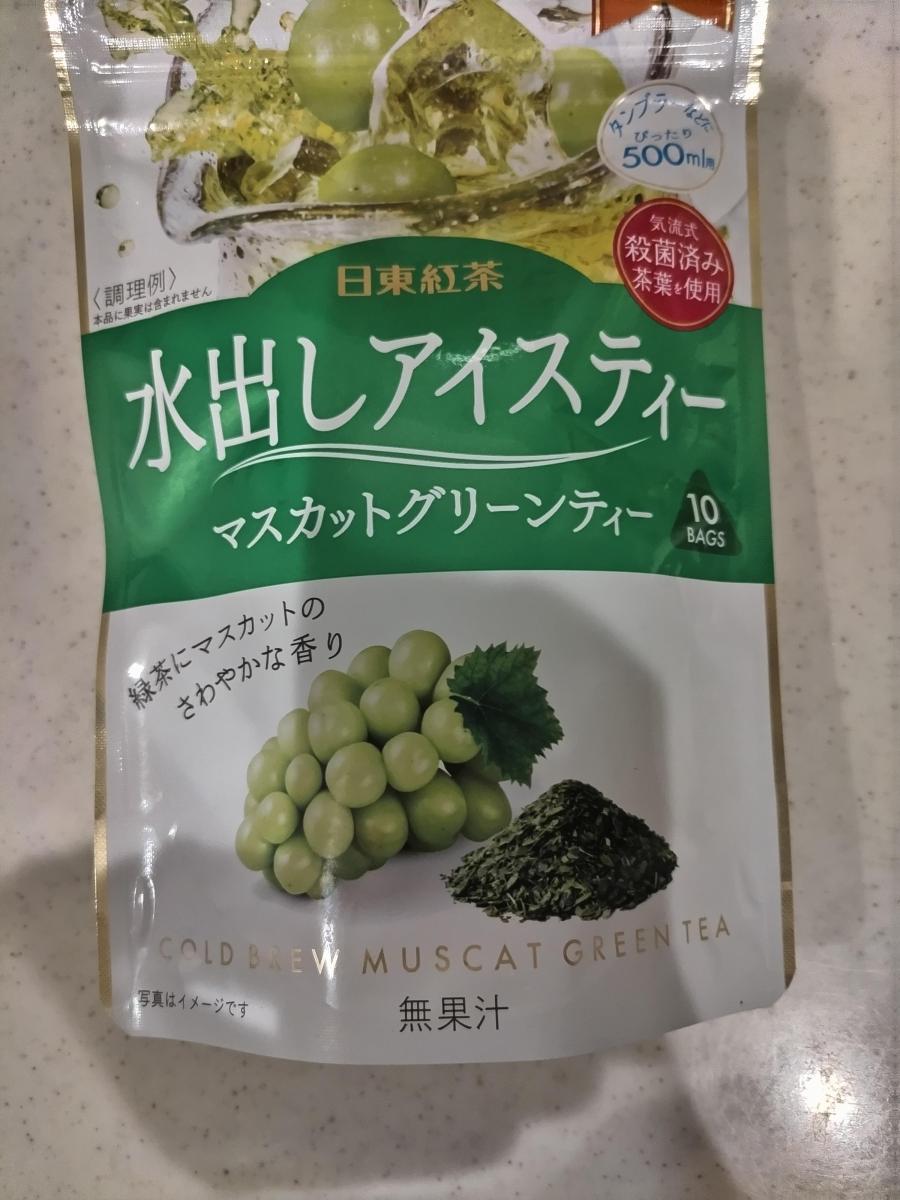 タンブラーなどに
ぴったり
500ml用
気流式
殺菌済み
茶葉を使用
〈調理例〉
本品に果実は含まれません
日東紅茶
水出しアイスティー
マスカットグリーンティー
10
BAGS
緑茶にマスカットの
さわやかな香り
COLD BREW MUSCAT GREEN TEA
写真はイメージです
無果汁